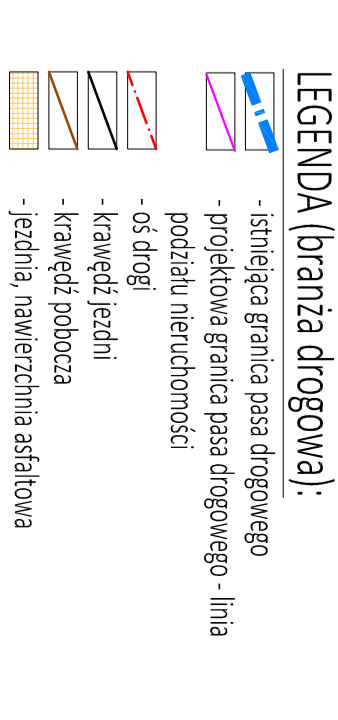 LEGENDA (branża drogowa):
- istniejąca granica pasa drogowego
- projektowa granica pasa drogowego - linia
podziału nieruchomości
- oś drogi
- krawędź jezdni
- krawędź pobocza
- jezdnia, nawierzchnia asfaltowa